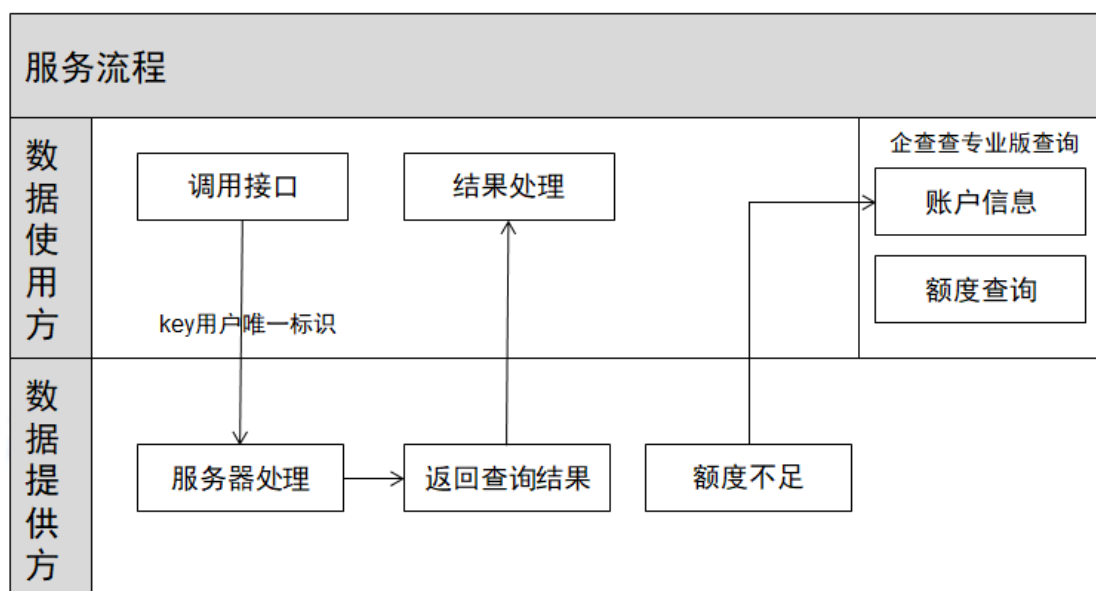 服务流程
数据使用方
调用接口
结果处理
企查查专业版查询
账户信息
额度查询
key用户唯一标识
数据提供方
服务器处理
返回查询结果
额度不足